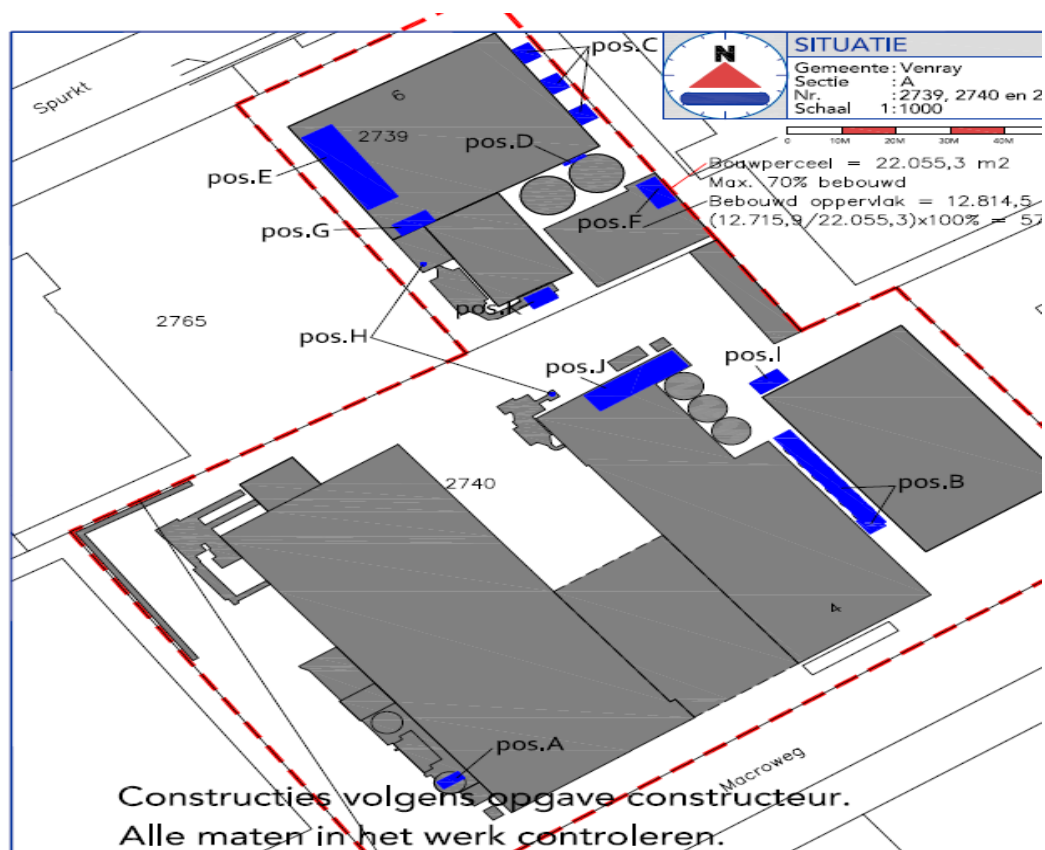 SITUATIE
Gemeente: Venray
Sectie : A
Nr. : 2739, 2740 en 2
Schaal 1:1000
N
10M 20M 30M 40M
Bouwperceel = 22.055,3 m2
Max. 70% bebouwd
Bebouwd oppervlak = 12.814,5
(12.715,9/22.055,3)x100% = 57
Spurkt
pos.C
6
2739
pos.D
pos.E
pos.F
pos.G
pos.K
2765
pos.H
pos.J
pos.I
2740
pos.B
4
pos.A
Macroweg
Constructies volgens opgave constructeur.
Alle maten in het werk controleren.